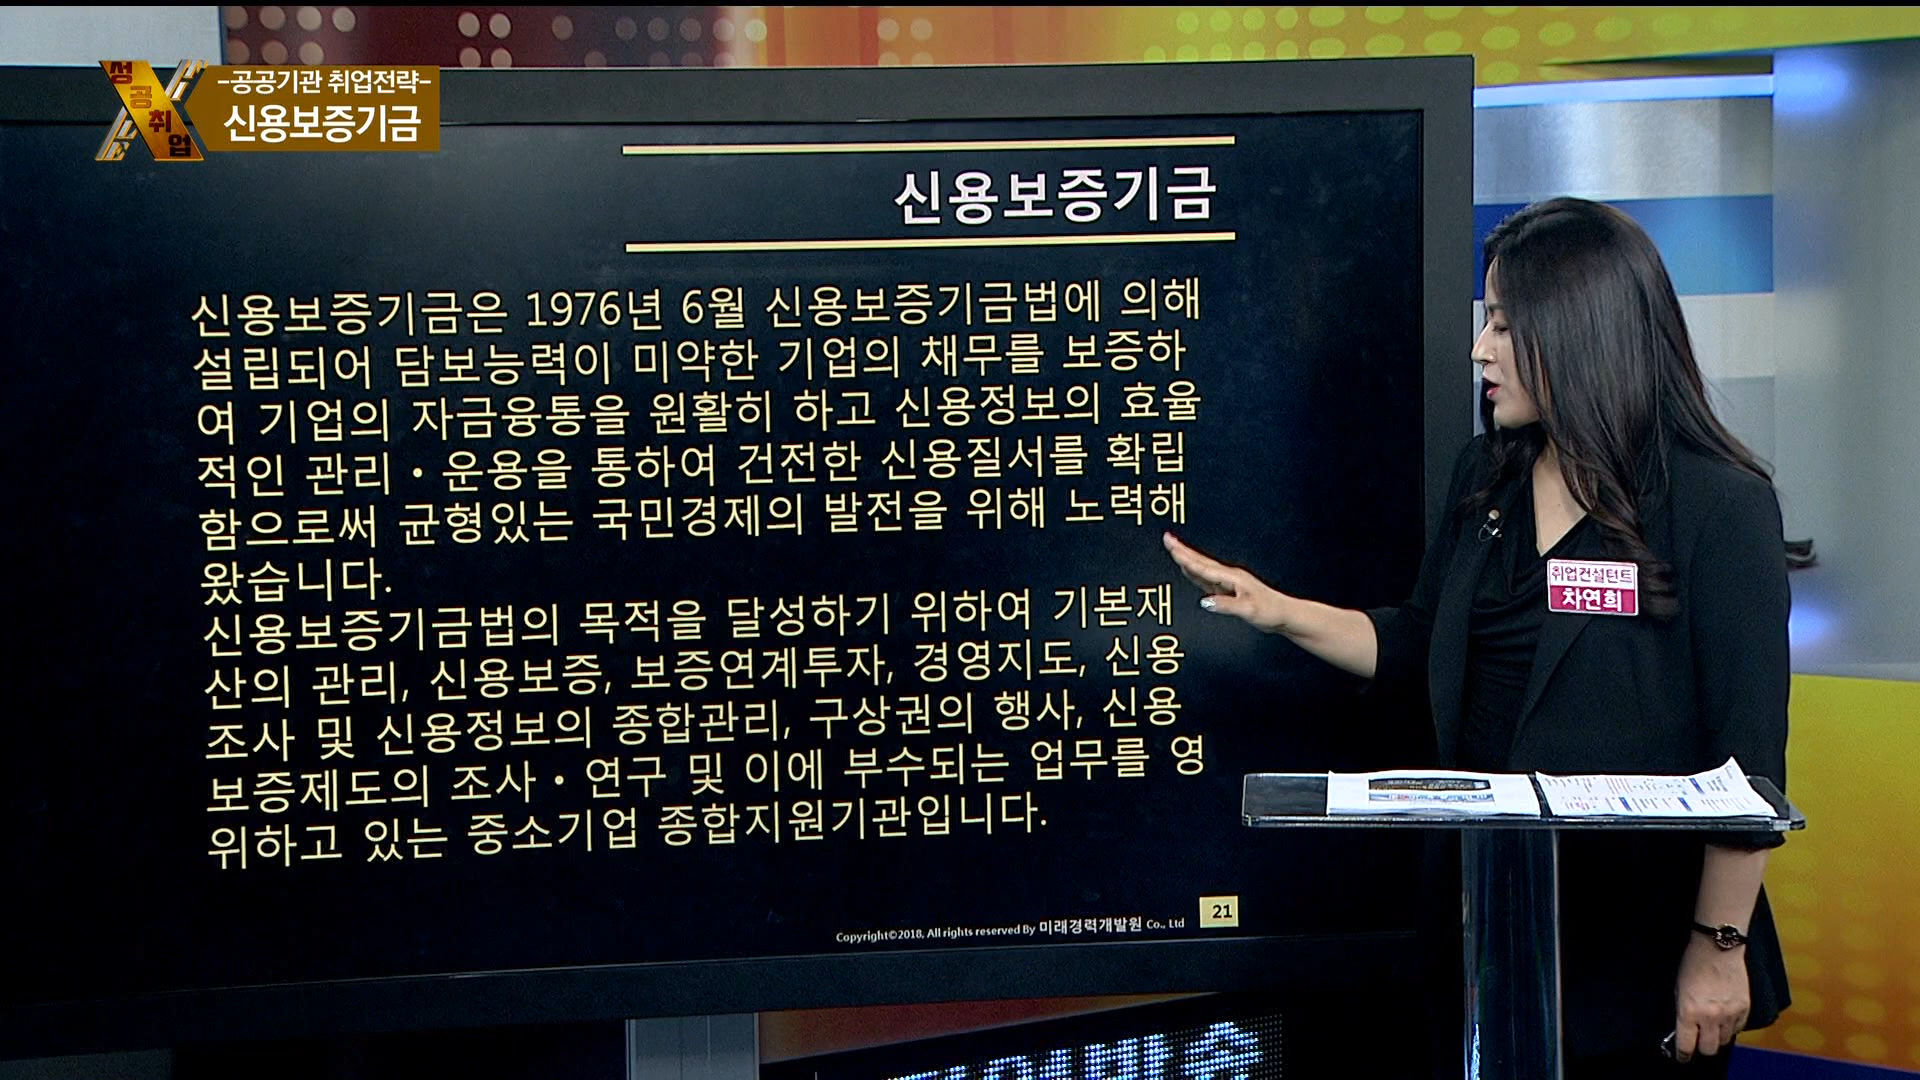 성공취업
-공공기관 취업전략-
신용보증기금
신용보증기금
신용보증기금은 1976년 6월 신용보증기금법에 의해
설립되어 담보능력이 미약한 기업의 채무를 보증하
여 기업의 자금융통을 원활히 하고 신용정보의 효율
적인 관리・운용을 통하여 건전한 신용질서를 확립
함으로써 균형있는 국민경제의 발전을 위해 노력해
왔습니다.
신용보증기금법의 목적을 달성하기 위하여 기본재
산의 관리, 신용보증, 보증연계투자, 경영지도, 신용
조사 및 신용정보의 종합관리, 구상권의 행사, 신용
보증제도의 조사・연구 및 이에 부수되는 업무를 영
위하고 있는 중소기업 종합지원기관입니다.
취업컨설턴트
차연희
Copyright©2018, All rights reserved By 미래경력개발원 Co., Ltd
21